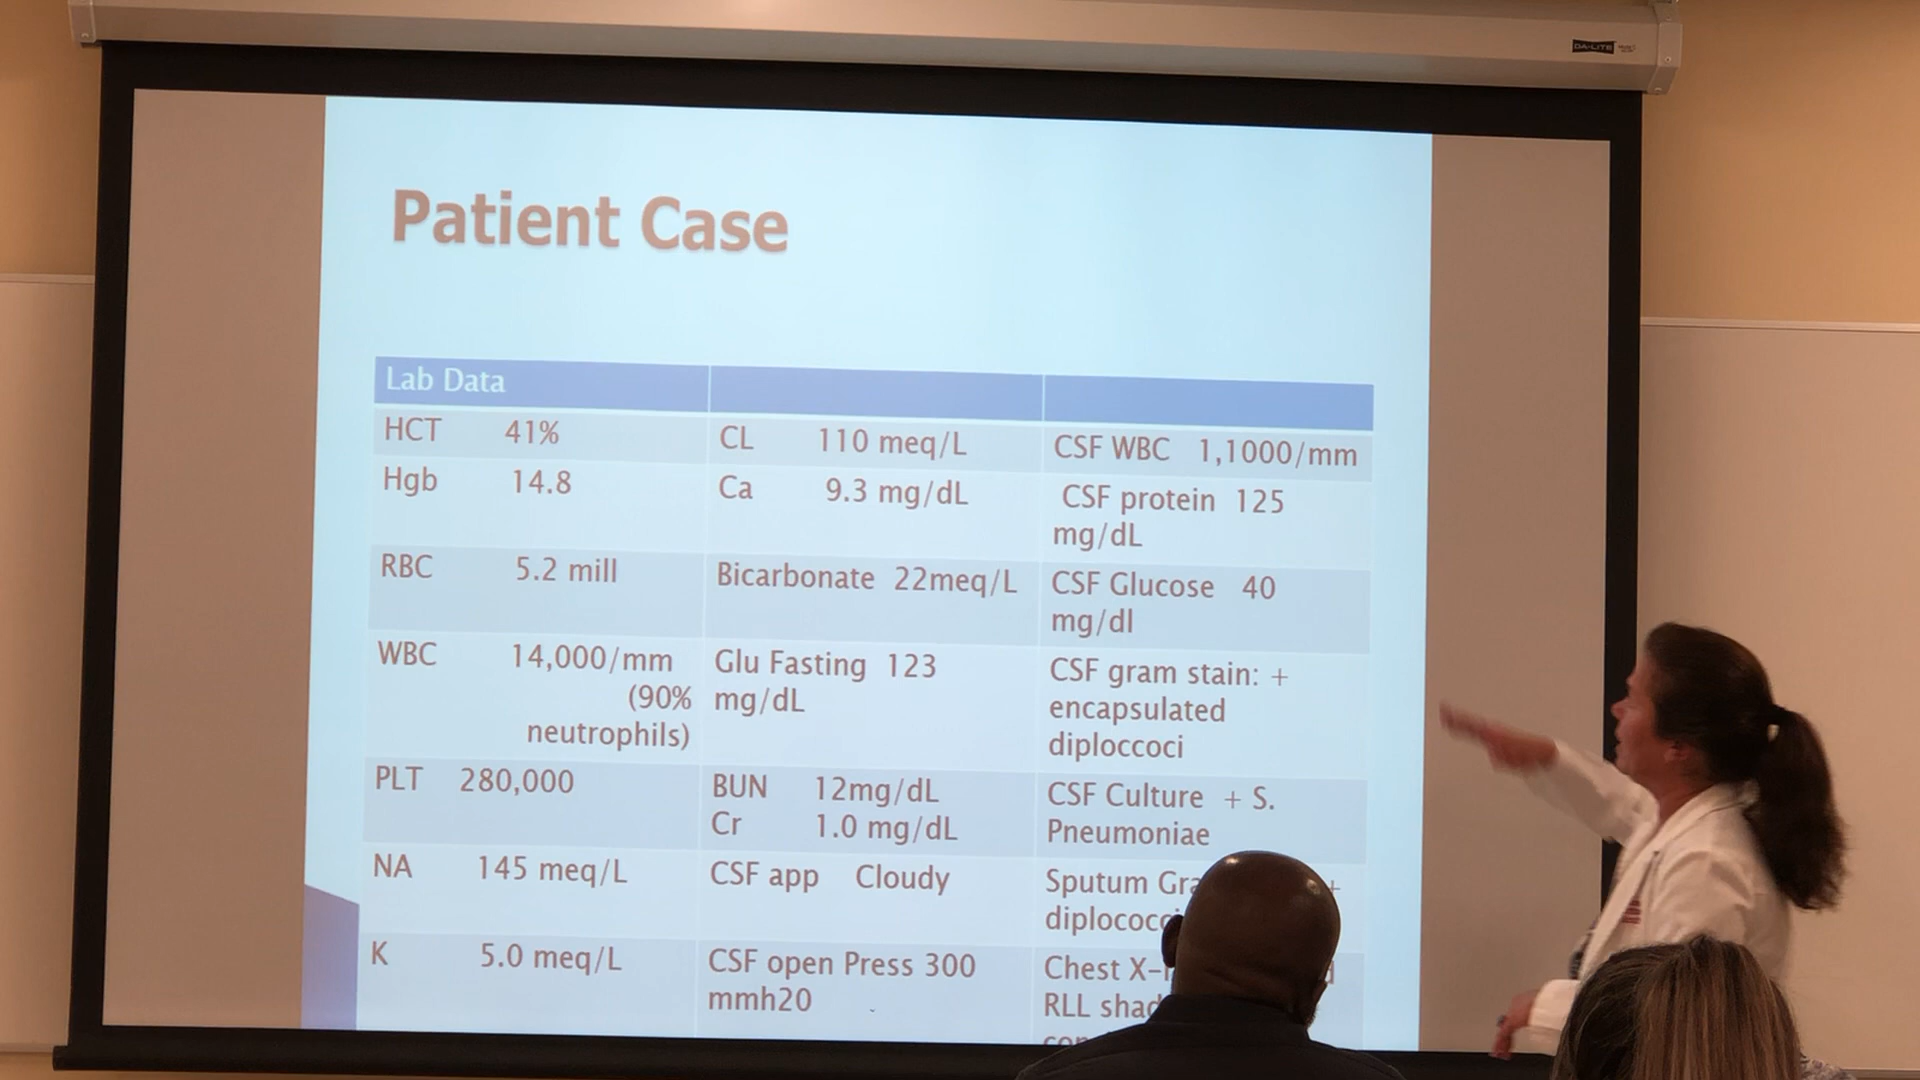 DA-LITE
Patient Case
Lab Data
HCT 41%
CL 110 meq/L
CSF WBC 1,1000/mm
Hgb 14.8
Ca 9.3 mg/dL
CSF protein 125
mg/dL
RBC 5.2 mill
Bicarbonate 22meq/L
CSF Glucose 40
mg/dl
WBC 14,000/mm
(90%
neutrophils)
Glu Fasting 123
mg/dL
CSF gram stain: +
encapsulated
diploccoci
PLT 280,000
BUN 12mg/dL
Cr 1.0 mg/dL
CSF Culture + S.
Pneumoniae
NA 145 meq/L
CSF app Cloudy
Sputum +
K 5.0 meq/L
CSF open Press 300
mmh20
Chest
RLL